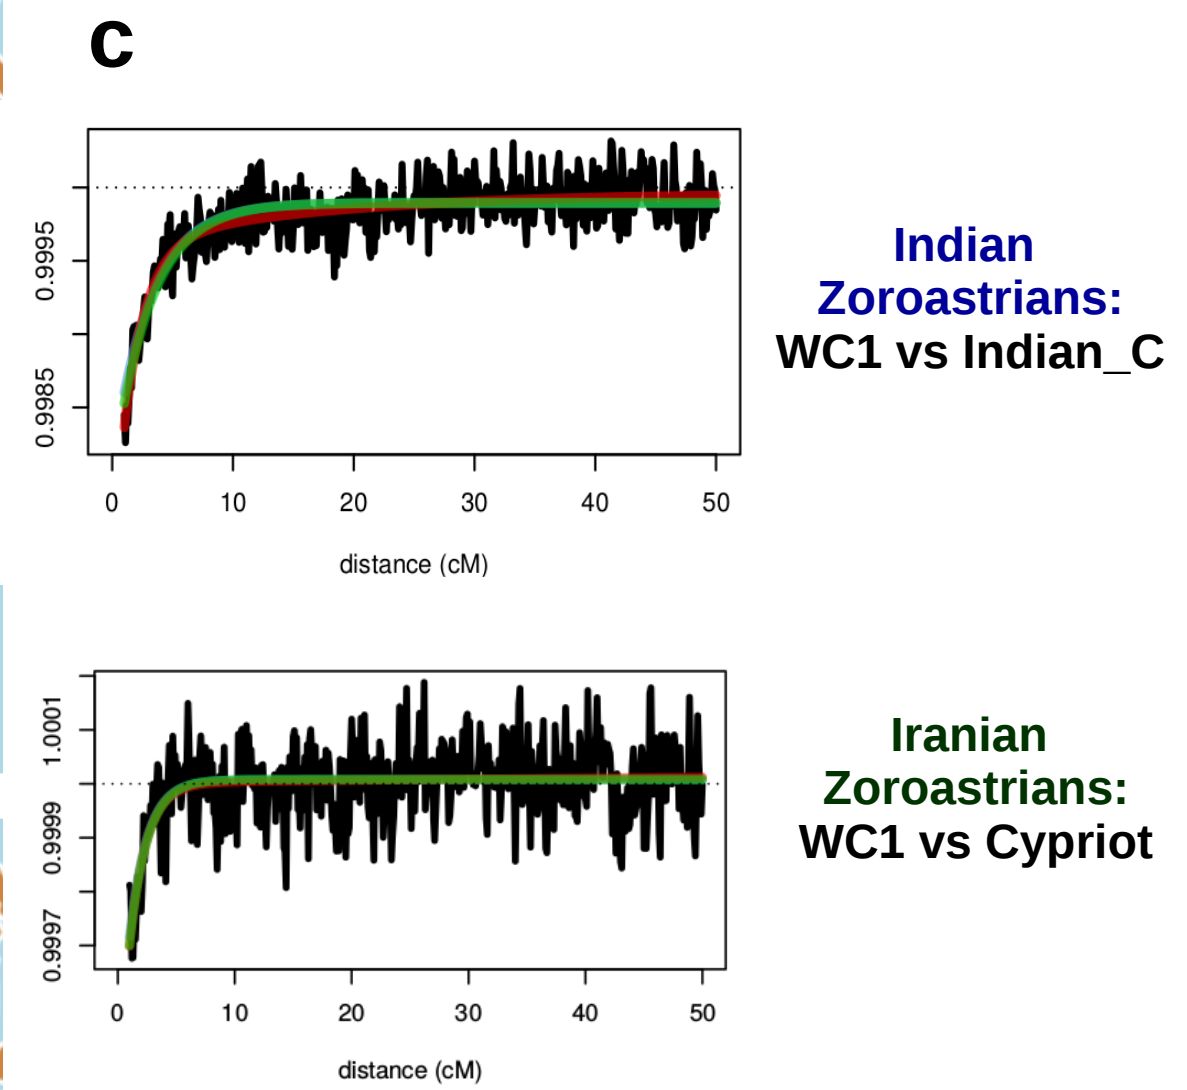 c
0.9995
0.9985
0 10 20 30 40 50
distance (cM)
Indian
Zoroastrians:
WC1 vs Indian_C
1.0001
0.9999
0.9997
0 10 20 30 40 50
distance (cM)
Iranian
Zoroastrians:
WC1 vs Cypriot